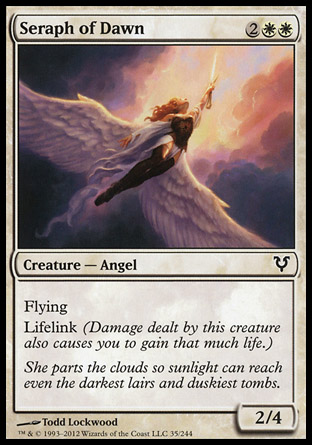 Seraph of Dawn 2
Creature — Angel
Flying
Lifelink (Damage dealt by this creature
also causes you to gain that much life.)
She parts the clouds so sunlight can reach
even the darkest lairs and duskiest tombs.
Todd Lockwood
™ & © 1993–2012 Wizards of the Coast LLC 35/244
2/4